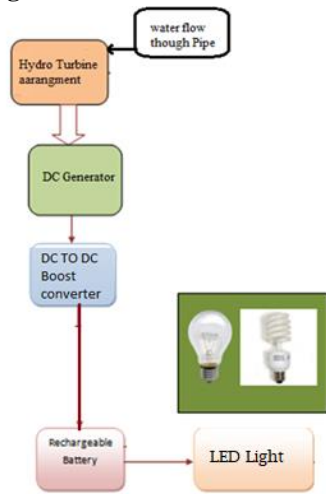 water flow
though Pipe
Hydro Turbine
aarangment
DC Generator
DC TO DC
Boost
converter
Rechargeable
Battery
LED Light